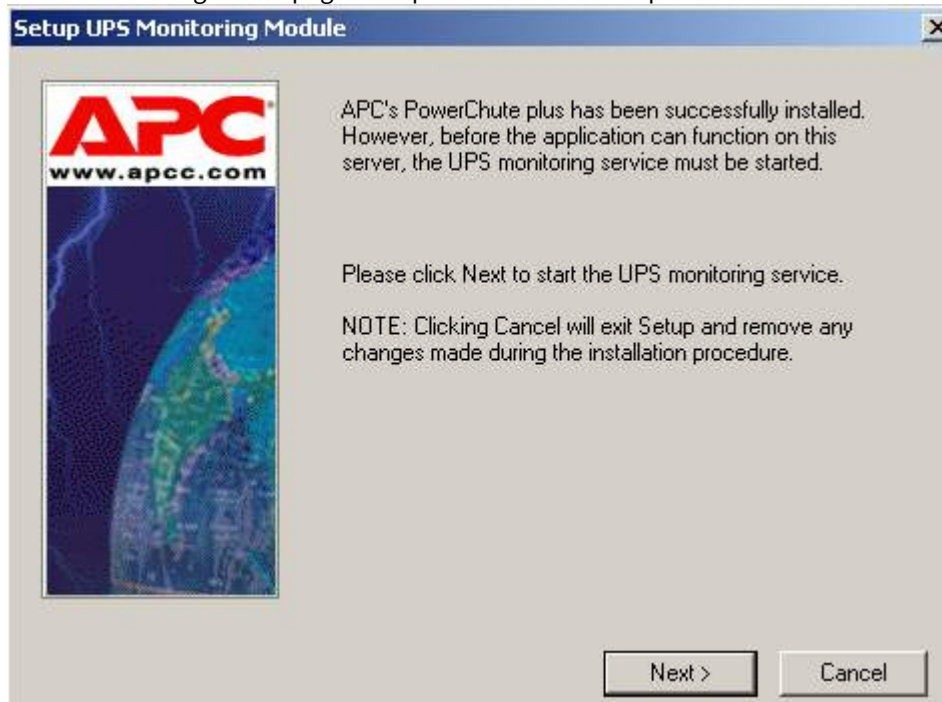 Setup UPS Monitoring Module
APC
www.apcc.com
APC's PowerChute plus has been successfully installed.
However, before the application can function on this
server, the UPS monitoring service must be started.
Please click Next to start the UPS monitoring service.
NOTE: Clicking Cancel will exit Setup and remove any
changes made during the installation procedure.
Next >
Cancel